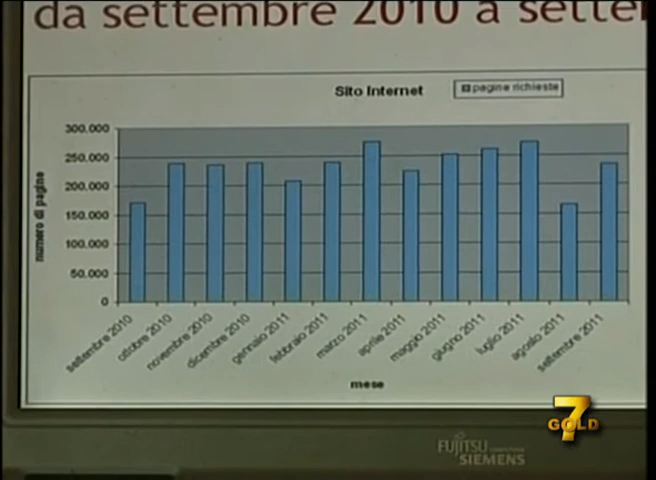 da settembre 2010 a sette
Sito Internet
pagine richieste
numero di pagine
300.000
250.000
200.000
150.000
100.000
50.000
0
settembre 2010
ottobre 2010
novembre 2010
dicembre 2010
gennaio 2011
febbraio 2011
marzo 2011
aprile 2011
maggio 2011
giugno 2011
luglio 2011
agosto 2011
settembre 2011
mese
7
GOLD
FUJITSU
SIEMENS